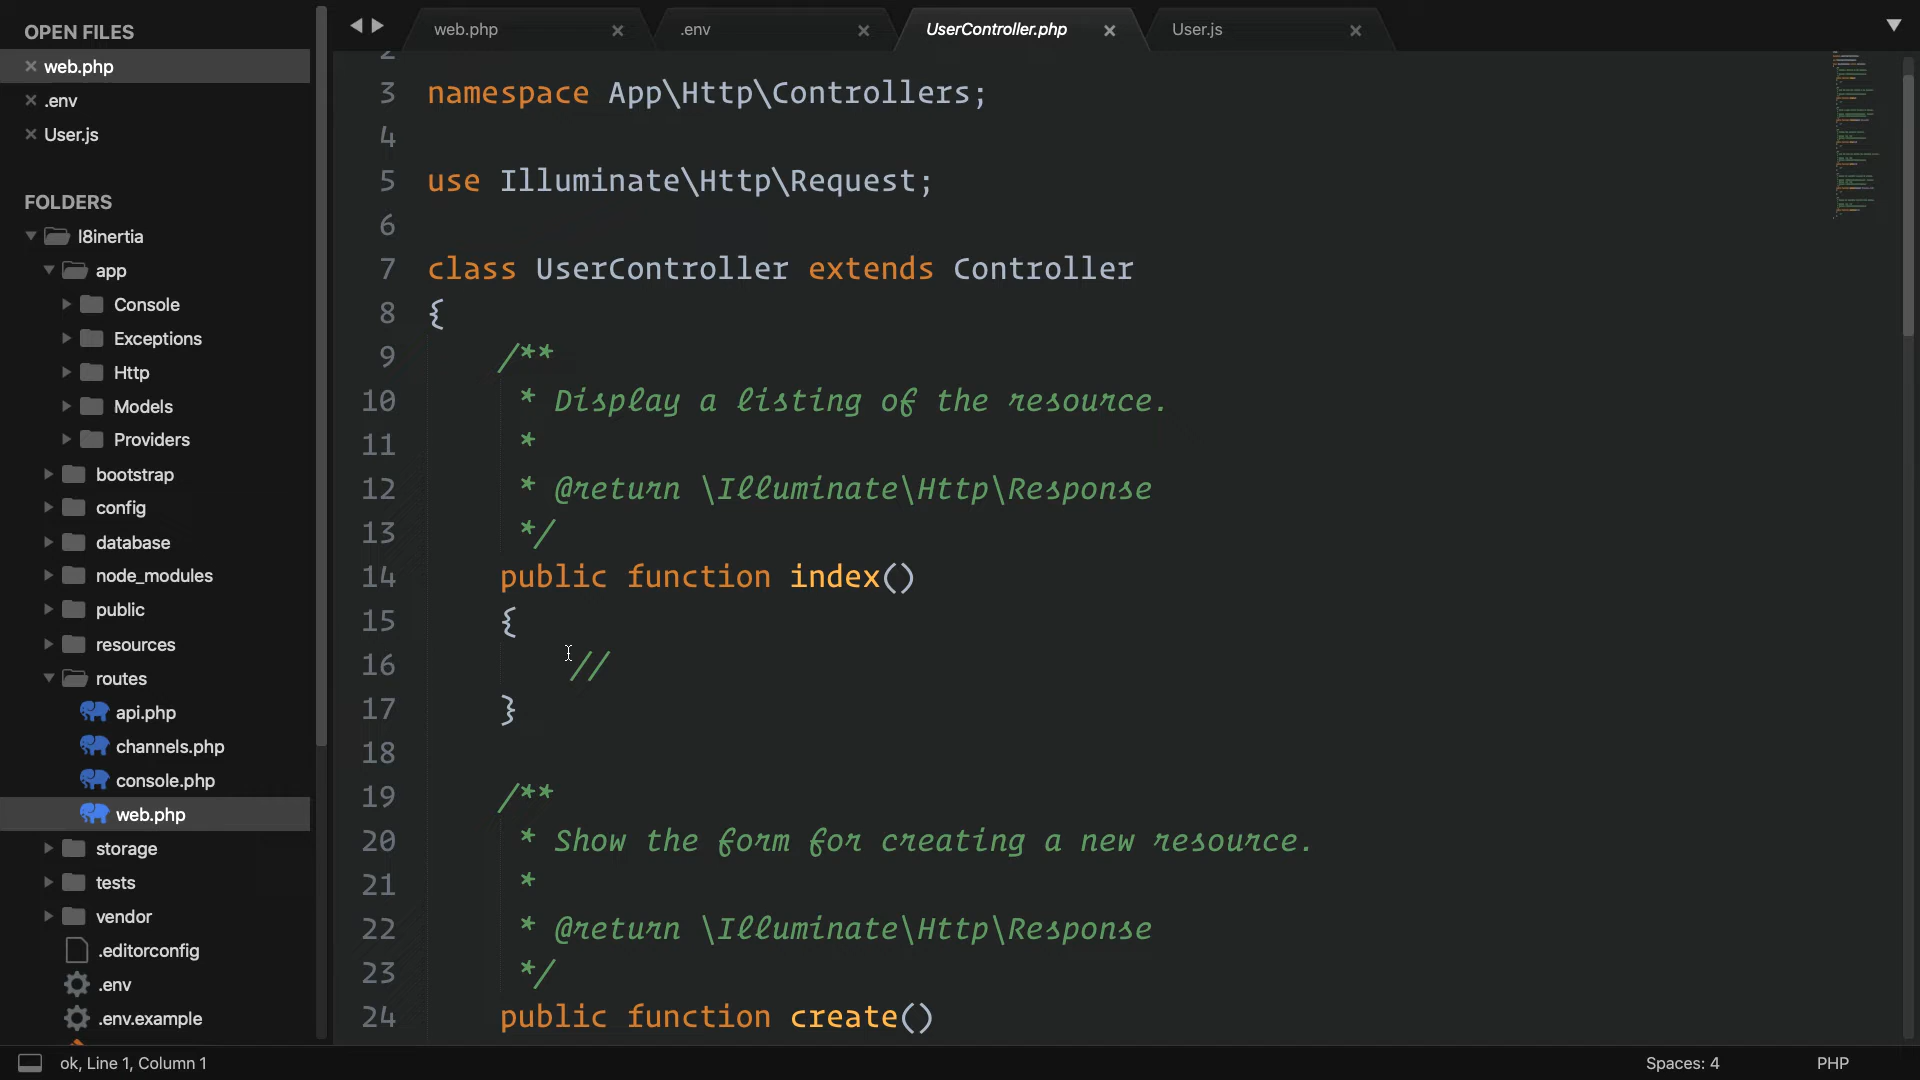 OPEN FILES
web.php
.env
User.js
FOLDERS
l8inertia
app
Console
Exceptions
Http
Models
Providers
bootstrap
config
database
node_modules
public
resources
routes
api.php
channels.php
console.php
web.php
storage
tests
vendor
.editorconfig
.env
.env.example
web.php
.env
UserController.php
User.js
2
3 namespace App\Http\Controllers;
4
5 use Illuminate\Http\Request;
6
7 class UserController extends Controller
8 {
9 /**
10 * Display a listing of the resource.
11 *
12 * @return \Illuminate\Http\Response
13 */
14 public function index()
15 {
16 //
17 }
18
19 /**
20 * Show the form for creating a new resource.
21 *
22 * @return \Illuminate\Http\Response
23 */
24 public function create()
ok, Line 1, Column 1
Spaces: 4
PHP